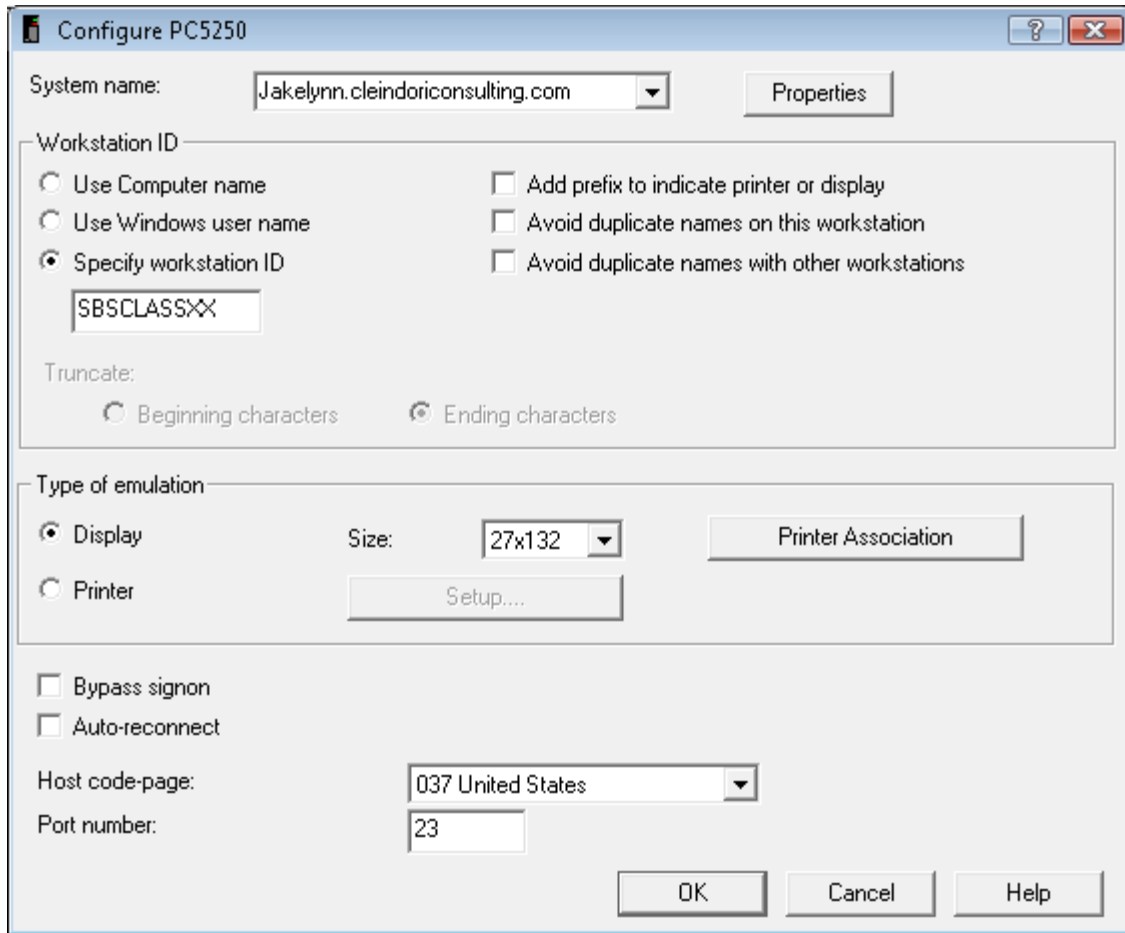 Configure PC5250
System name: Jakelynn.cleindoriconsulting.com Properties
Workstation ID
Use Computer name Add prefix to indicate printer or display
Use Windows user name Avoid duplicate names on this workstation
Specify workstation ID Avoid duplicate names with other workstations
SBSCLASSXX
Truncate:
Beginning characters Ending characters
Type of emulation
Display Size: 27x132 Printer Association
Printer Setup....
Bypass signon
Auto-reconnect
Host code-page: 037 United States
Port number: 23
OK Cancel Help